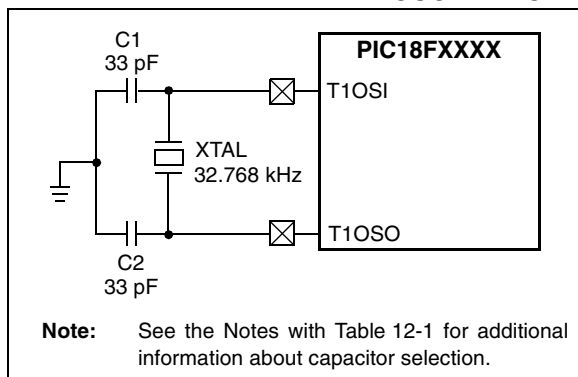 C1
33 pF
PIC18FXXXX
T1OSI
XTAL
32.768 kHz
T1OSO
C2
33 pF
Note: See the Notes with Table 12-1 for additional
information about capacitor selection.